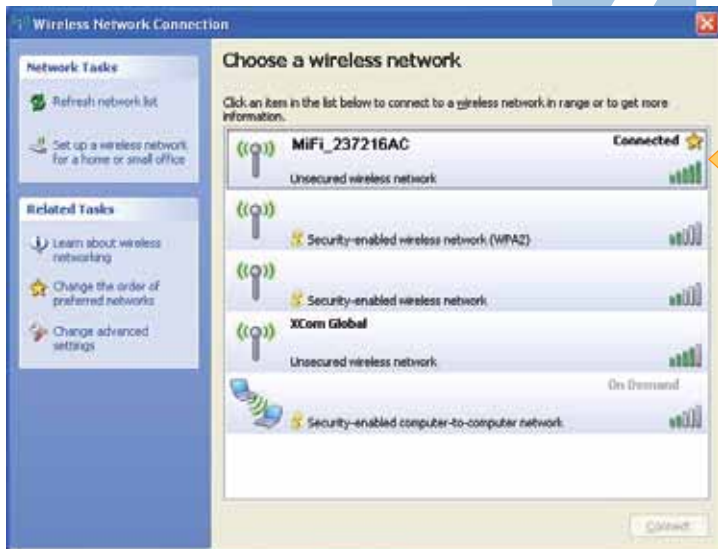 Wireless Network Connection
Network Tasks
Refresh network list
Set up a wireless network
for a home or small office
Related Tasks
Learn about wireless
networking
Change the order of
preferred networks
Change advanced
settings
Choose a wireless network
Click an item in the list below to connect to a wireless network in range or to get more
information.
MiFi_237216AC Connected
Unsecured wireless network
Security-enabled wireless network (WPA2)
Security-enabled wireless network
XCom Global
Unsecured wireless network
On Demand
Security-enabled computer-to-computer network
Connect